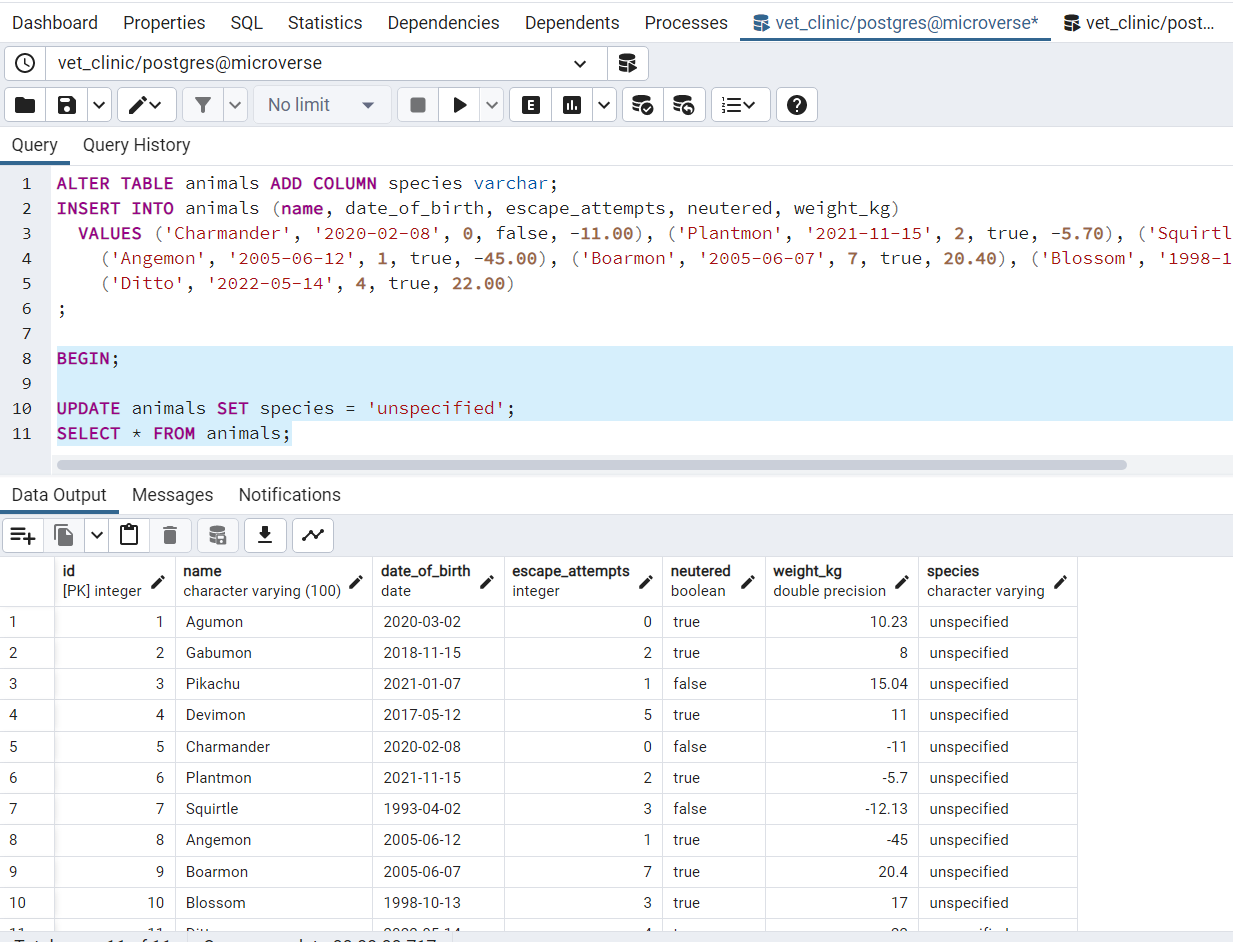 Dashboard Properties SQL Statistics Dependencies Dependents Processes vet_clinic/postgres@microverse* vet_clinic/post...
vet_clinic/postgres@microverse
No limit E
Query Query History
1 ALTER TABLE animals ADD COLUMN species varchar;
2 INSERT INTO animals (name, date_of_birth, escape_attempts, neutered, weight_kg)
3 VALUES ('Charmander', '2020-02-08', 0, false, -11.00), ('Plantmon', '2021-11-15', 2, true, -5.70), ('Squirtl
4 ('Angemon', '2005-06-12', 1, true, -45.00), ('Boarmon', '2005-06-07', 7, true, 20.40), ('Blossom', '1998-1
5 ('Ditto', '2022-05-14', 4, true, 22.00)
6 ;
7
8 BEGIN;
9
10 UPDATE animals SET species = 'unspecified';
11 SELECT * FROM animals;
Data Output Messages Notifications
id name date_of_birth escape_attempts neutered weight_kg species
[PK] integer character varying (100) date integer boolean double precision character varying
1 1 Agumon 2020-03-02 0 true 10.23 unspecified
2 2 Gabumon 2018-11-15 2 true 8 unspecified
3 3 Pikachu 2021-01-07 1 false 15.04 unspecified
4 4 Devimon 2017-05-12 5 true 11 unspecified
5 5 Charmander 2020-02-08 0 false -11 unspecified
6 6 Plantmon 2021-11-15 2 true -5.7 unspecified
7 7 Squirtle 1993-04-02 3 false -12.13 unspecified
8 8 Angemon 2005-06-12 1 true -45 unspecified
9 9 Boarmon 2005-06-07 7 true 20.4 unspecified
10 10 Blossom 1998-10-13 3 true 17 unspecified